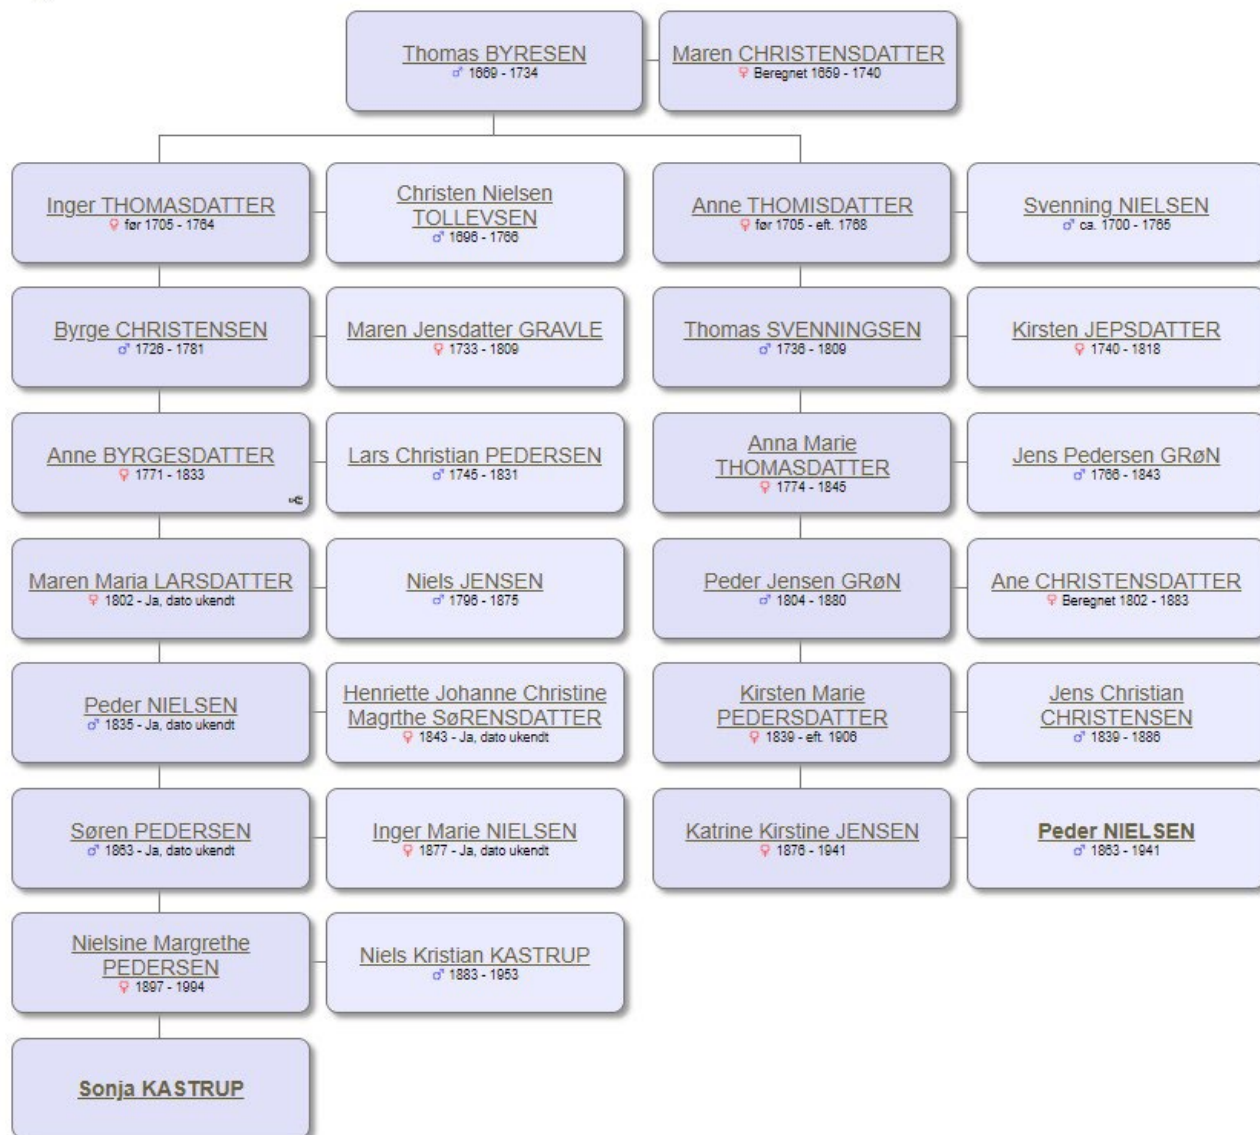 Thomas BYRESEN
♂ 1669 - 1734
Maren CHRISTENSDATTER
♀ Beregnet 1659 - 1740
Inger THOMASDATTER
♀ før 1705 - 1764
Christen Nielsen
TOLLEVSEN
♂ 1696 - 1766
Anne THOMISDATTER
♀ før 1705 - eft. 1768
Svenning NIELSEN
♂ ca. 1700 - 1765
Byrge CHRISTENSEN
♂ 1726 - 1781
Maren Jensdatter GRAVLE
♀ 1733 - 1809
Thomas SVENNINGSEN
♂ 1736 - 1809
Kirsten JEPSDATTER
♀ 1740 - 1818
Anne BYRGESDATTER
♀ 1771 - 1833
Lars Christian PEDERSEN
♂ 1745 - 1831
Anna Marie
THOMASDATTER
♀ 1774 - 1845
Jens Pedersen GRøN
♂ 1766 - 1843
Maren Maria LARSDATTER
♀ 1802 - Ja, dato ukendt
Niels JENSEN
♂ 1796 - 1875
Peder Jensen GRøN
♂ 1804 - 1880
Ane CHRISTENSDATTER
♀ Beregnet 1802 - 1883
Peder NIELSEN
♂ 1835 - Ja, dato ukendt
Henriette Johanne Christine
Magrthe SøRENSDATTER
♀ 1843 - Ja, dato ukendt
Kirsten Marie
PEDERSDATTER
♀ 1839 - eft. 1906
Jens Christian
CHRISTENSEN
♂ 1839 - 1886
Søren PEDERSEN
♂ 1863 - Ja, dato ukendt
Inger Marie NIELSEN
♀ 1877 - Ja, dato ukendt
Katrine Kirstine JENSEN
♀ 1876 - 1941
Peder NIELSEN
♂ 1863 - 1941
Nielsine Margrethe
PEDERSEN
♀ 1897 - 1994
Niels Kristian KASTRUP
♂ 1883 - 1953
Sonja KASTRUP